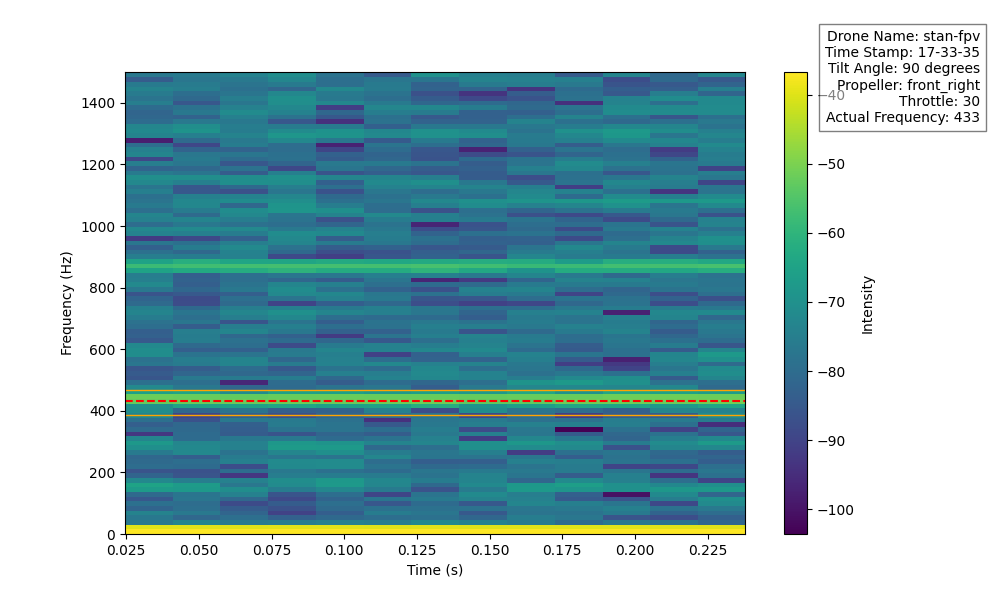 Drone Name: stan-fpv
Time Stamp: 17-33-35
Tilt Angle: 90 degrees
Propeller: front_right
Throttle: 30
Actual Frequency: 433
1400
1200
1000
800
600
400
200
0
Frequency (Hz)
0.025
0.050
0.075
0.100
0.125
0.150
0.175
0.200
0.225
Time (s)
−40
−50
−60
−70
−80
−90
−100
Intensity